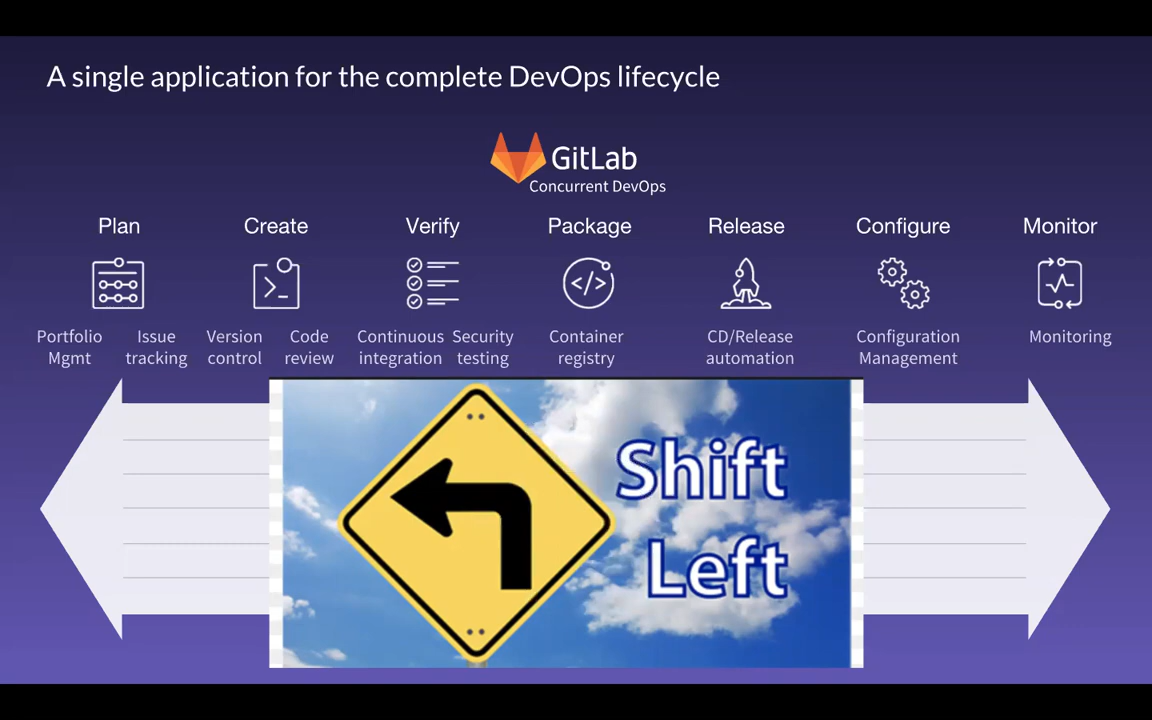 A single application for the complete DevOps lifecycle
GitLab
Concurrent DevOps
Plan Create Verify Package Release Configure Monitor
Portfolio Issue Version Code Continuous Security Container CD/Release Configuration Monitoring
Mgmt tracking control review integration testing registry automation Management
Shift
Left